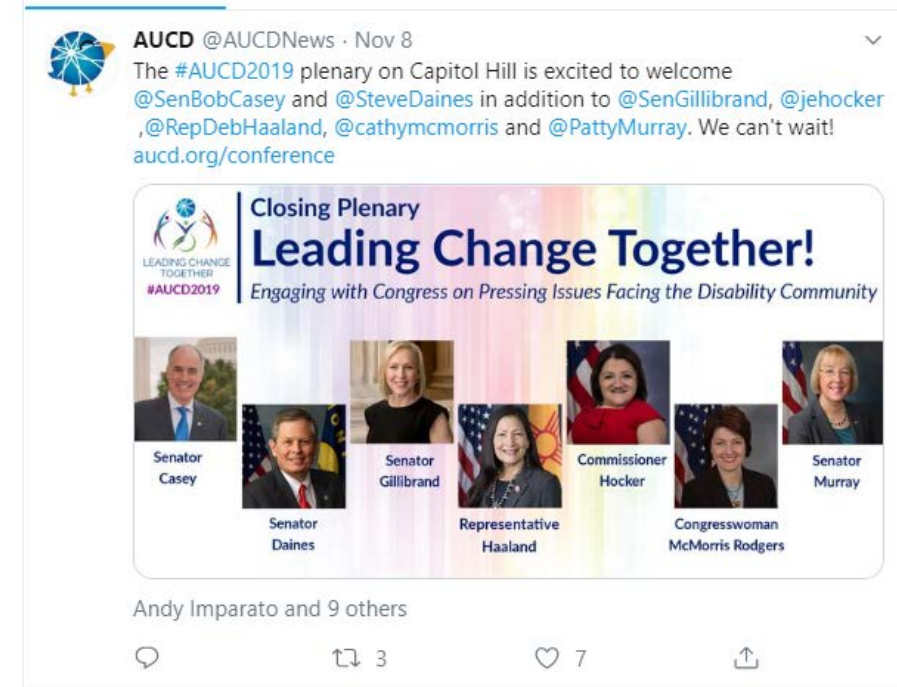 AUCD @AUCDNews · Nov 8
The #AUCD2019 plenary on Capitol Hill is excited to welcome
@SenBobCasey and @SteveDaines in addition to @SenGillibrand, @jehocker
,@RepDebHaaland, @cathymcmorris and @PattyMurray. We can't wait!
aucd.org/conference
LEADING CHANGE
TOGETHER
#AUCD2019
Closing Plenary
Leading Change Together!
Engaging with Congress on Pressing Issues Facing the Disability Community
Senator
Casey
Senator
Daines
Senator
Gillibrand
Representative
Haaland
Commissioner
Hocker
Congresswoman
McMorris Rodgers
Senator
Murray
Andy Imparato and 9 others
3
7